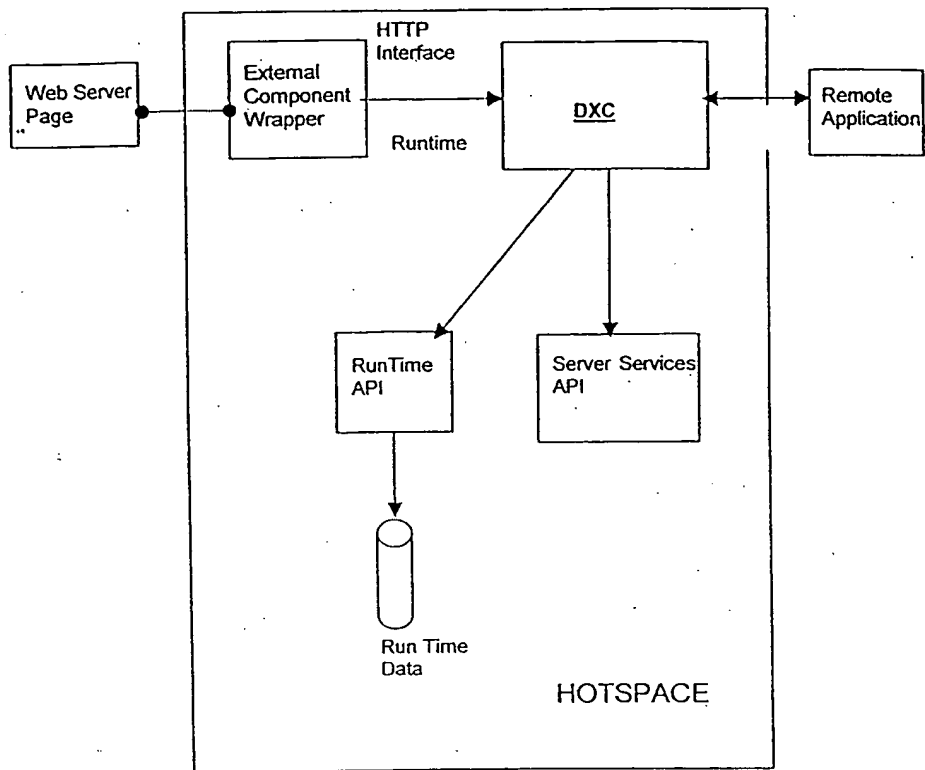 HTTP
Interface
Web Server
Page
External
Component
Wrapper
DXC
Remote
Application
Runtime
RunTime
API
Server Services
API
Run Time
Data
HOTSPACE